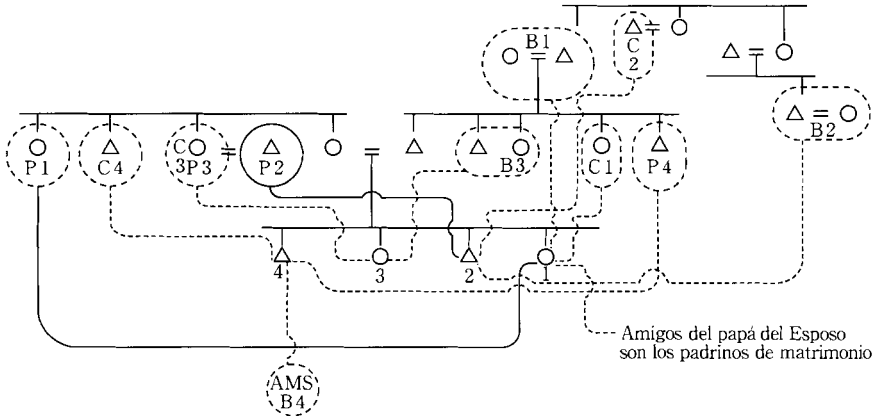 B1
C
2
B2
P1
C4
C
3P3
P2
B3
C1
P4
4
3
2
1
Amigos del papá del Esposo
son los padrinos de matrimonio
AMS
B4